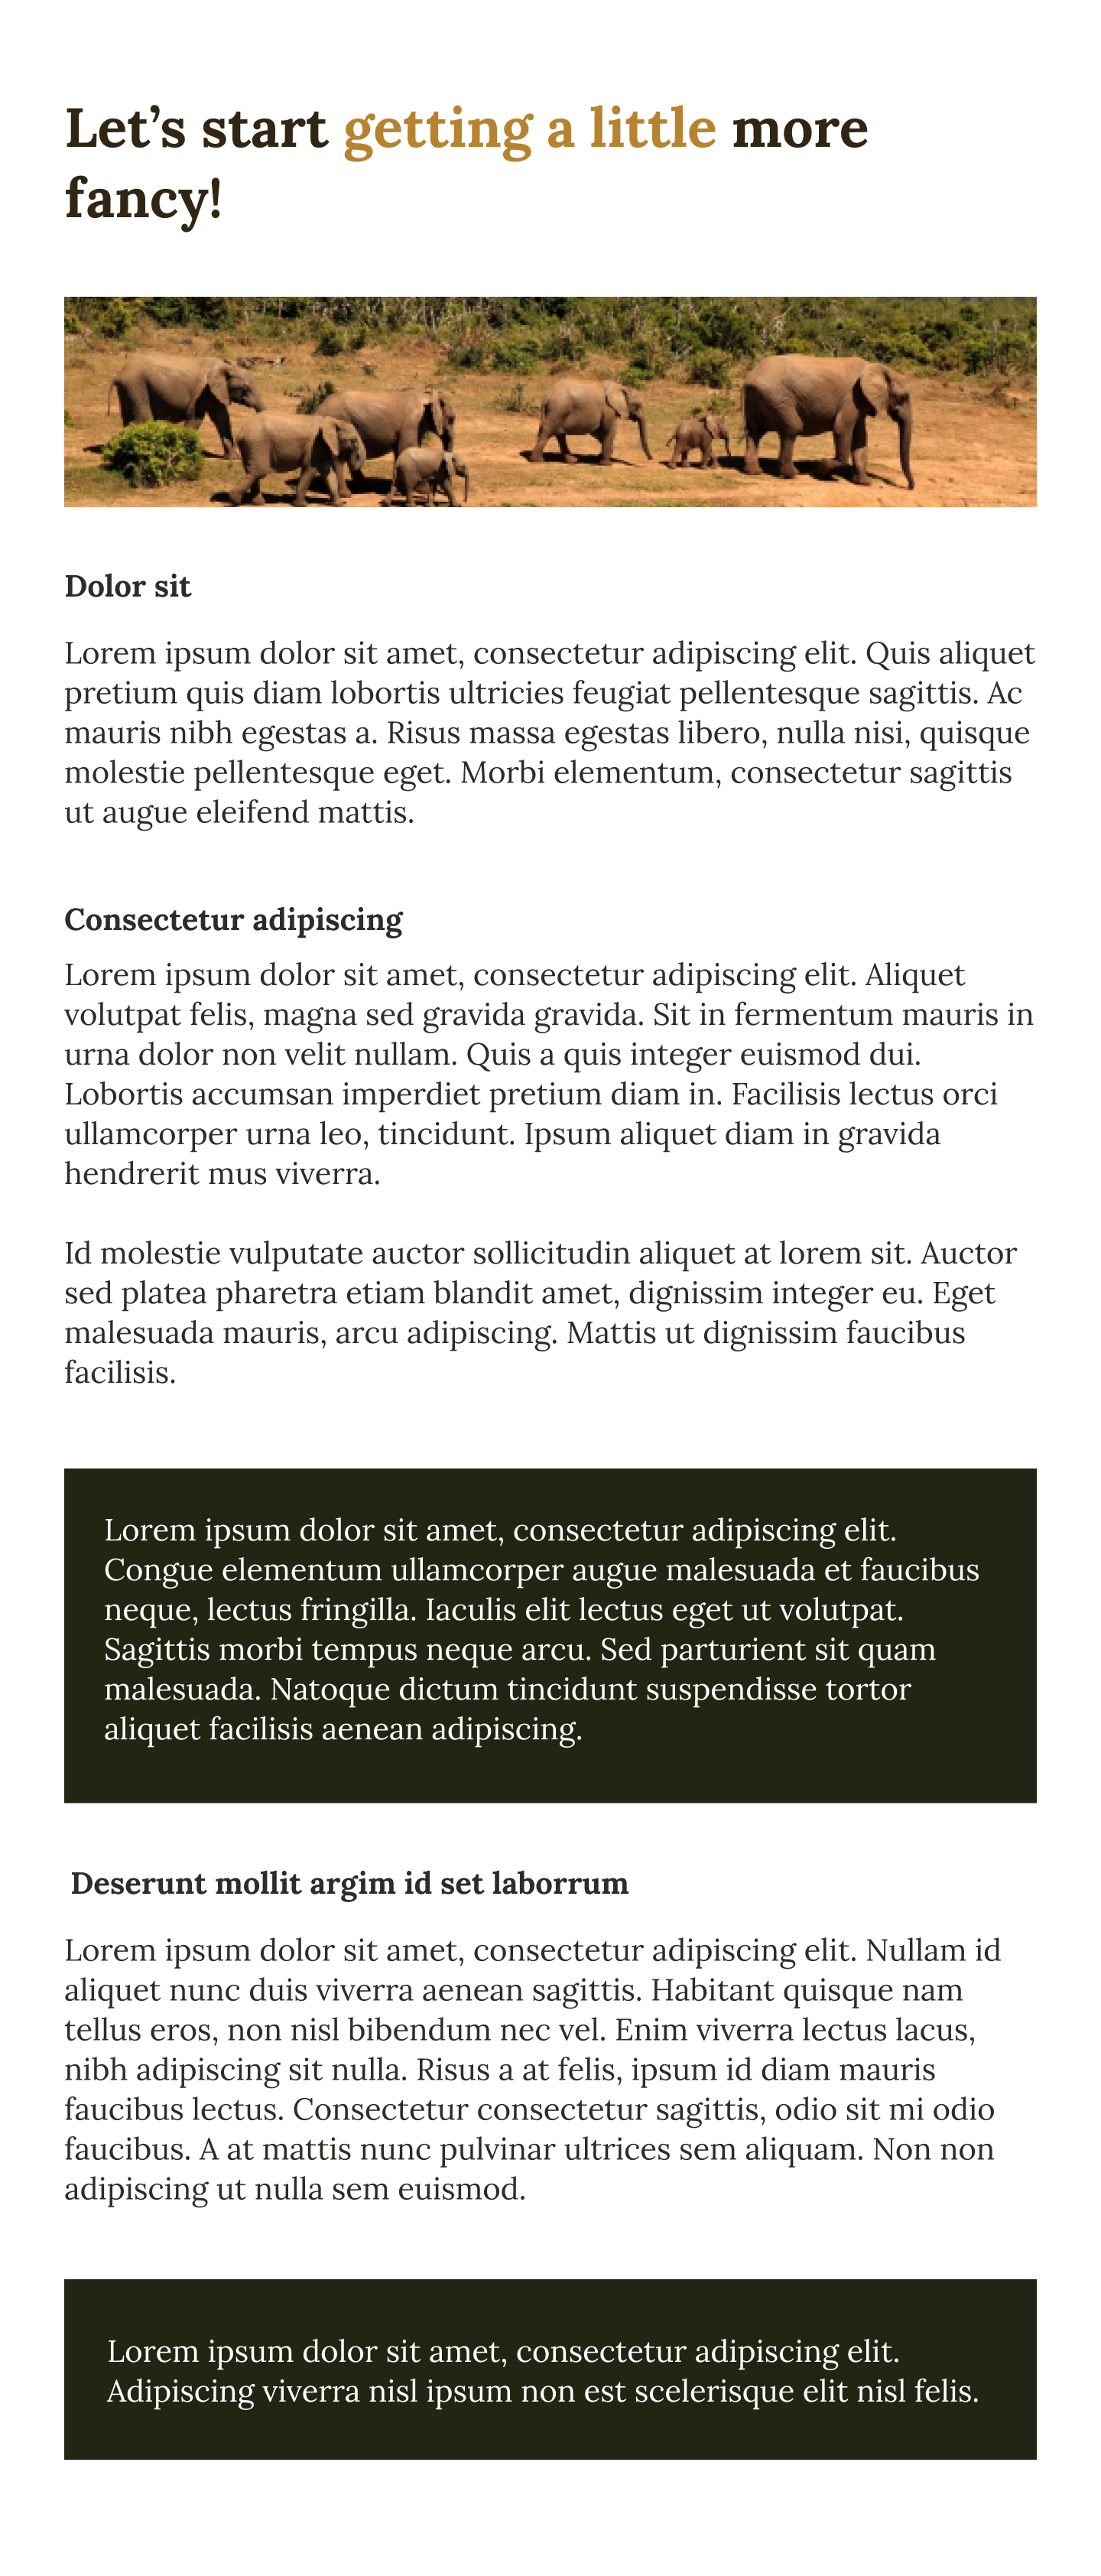 Let’s start getting a little more
fancy!
Dolor sit
Lorem ipsum dolor sit amet, consectetur adipiscing elit. Quis aliquet
pretium quis diam lobortis ultricies feugiat pellentesque sagittis. Ac
mauris nibh egestas a. Risus massa egestas libero, nulla nisi, quisque
molestie pellentesque eget. Morbi elementum, consectetur sagittis
ut augue eleifend mattis.
Consectetur adipiscing
Lorem ipsum dolor sit amet, consectetur adipiscing elit. Aliquet
volutpat felis, magna sed gravida gravida. Sit in fermentum mauris in
urna dolor non velit nullam. Quis a quis integer euismod dui.
Lobortis accumsan imperdiet pretium diam in. Facilisis lectus orci
ullamcorper urna leo, tincidunt. Ipsum aliquet diam in gravida
hendrerit mus viverra.
Id molestie vulputate auctor sollicitudin aliquet at lorem sit. Auctor
sed platea pharetra etiam blandit amet, dignissim integer eu. Eget
malesuada mauris, arcu adipiscing. Mattis ut dignissim faucibus
facilisis.
Lorem ipsum dolor sit amet, consectetur adipiscing elit.
Congue elementum ullamcorper augue malesuada et faucibus
neque, lectus fringilla. Iaculis elit lectus eget ut volutpat.
Sagittis morbi tempus neque arcu. Sed parturient sit quam
malesuada. Natoque dictum tincidunt suspendisse tortor
aliquet facilisis aenean adipiscing.
Deserunt mollit argim id set laborrum
Lorem ipsum dolor sit amet, consectetur adipiscing elit. Nullam id
aliquet nunc duis viverra aenean sagittis. Habitant quisque nam
tellus eros, non nisl bibendum nec vel. Enim viverra lectus lacus,
nibh adipiscing sit nulla. Risus a at felis, ipsum id diam mauris
faucibus lectus. Consectetur consectetur sagittis, odio sit mi odio
faucibus. A at mattis nunc pulvinar ultrices sem aliquam. Non non
adipiscing ut nulla sem euismod.
Lorem ipsum dolor sit amet, consectetur adipiscing elit.
Adipiscing viverra nisl ipsum non est scelerisque elit nisl felis.